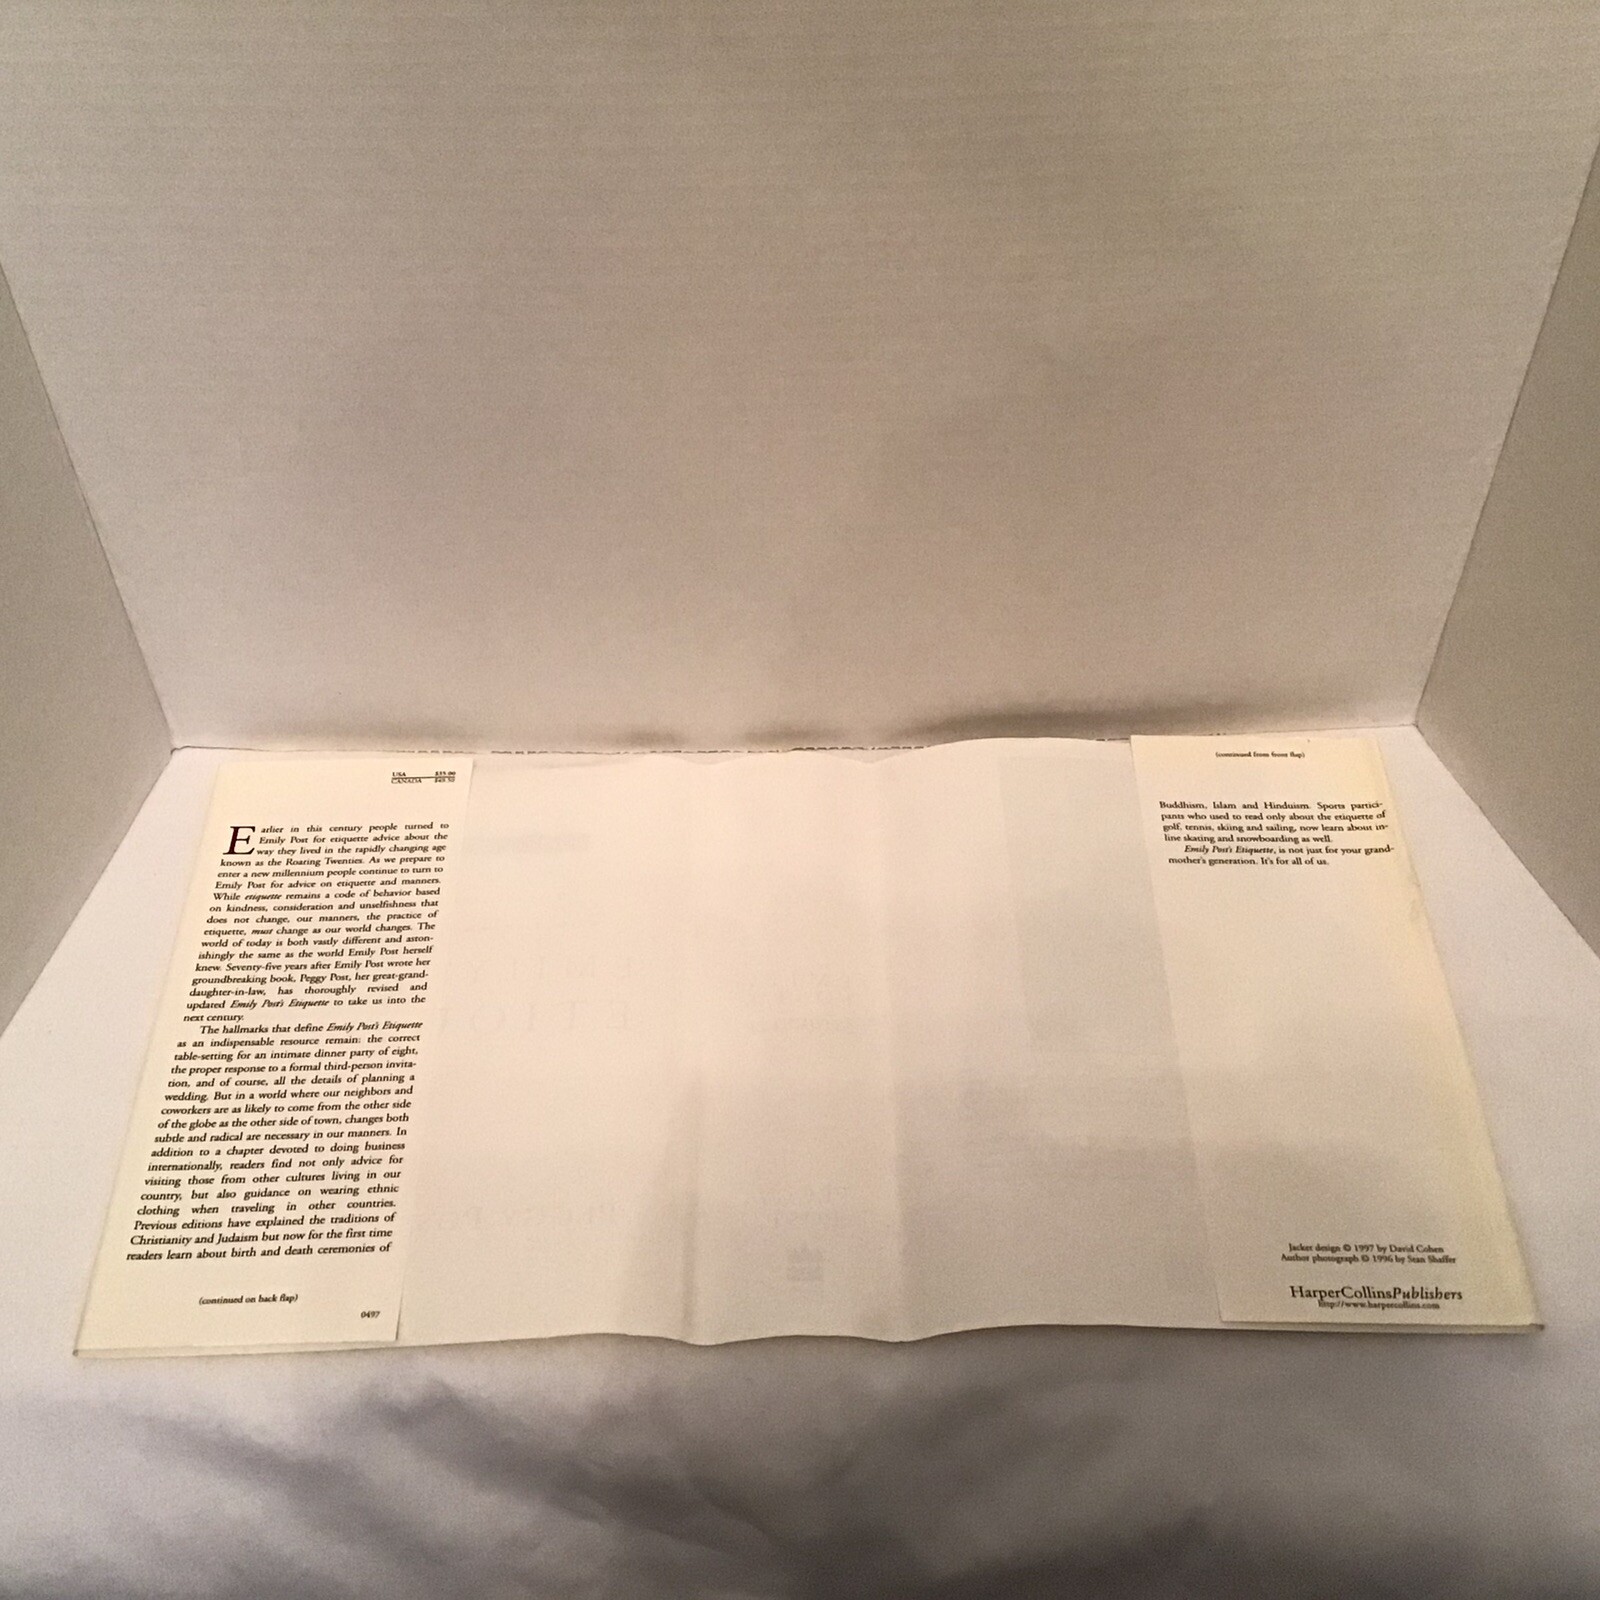 USA $35.00
CANADA
Earlier in this century people turned to
Emily Post for etiquette advice about the
way they lived in the rapidly changing age
known as the Roaring Twenties. As we prepare to
enter a new millennium people continue to turn to
Emily Post for advice on etiquette and manners.
While etiquette remains a code of behavior based
on kindness, consideration and unselfishness that
does not change, our manners, the practice of
etiquette, must change as our world changes. The
world of today is both vastly different and aston-
ishingly the same as the world Emily Post herself
knew. Seventy-five years after Emily Post wrote her
groundbreaking book, Peggy Post, her great-grand-
daughter-in-law, has thoroughly revised and
updated Emily Post's Etiquette to take us into the
next century.
The hallmarks that define Emily Post's Etiquette
as an indispensable resource remain: the correct
table-setting for an intimate dinner party of eight,
the proper response to a formal third-person invita-
tion, and of course, all the details of planning a
wedding. But in a world where our neighbors and
coworkers are as likely to come from the other side
of the globe as the other side of town, changes both
subtle and radical are necessary in our manners. In
addition to a chapter devoted to doing business
internationally, readers find not only advice for
visiting those from other cultures living in our
country, but also guidance on wearing ethnic
clothing when traveling in other countries.
Previous editions have explained the traditions of
Christianity and Judaism but now for the first time
readers learn about birth and death ceremonies of
(continued on back flap)
0497
(continued from front flap)
Buddhism, Islam and Hinduism. Sports partici-
pants who used to read only about the etiquette of
golf, tennis, skiing and sailing, now learn about in-
line skating and snowboarding as well.
Emily Post's Etiquette, is not just for your grand-
mother's generation. It's for all of us.
Jacket design © 1997 by David Cohen
Author photograph © 1996 by Stan Shaffer
HarperCollinsPublishers
http://www.harpercollins.com